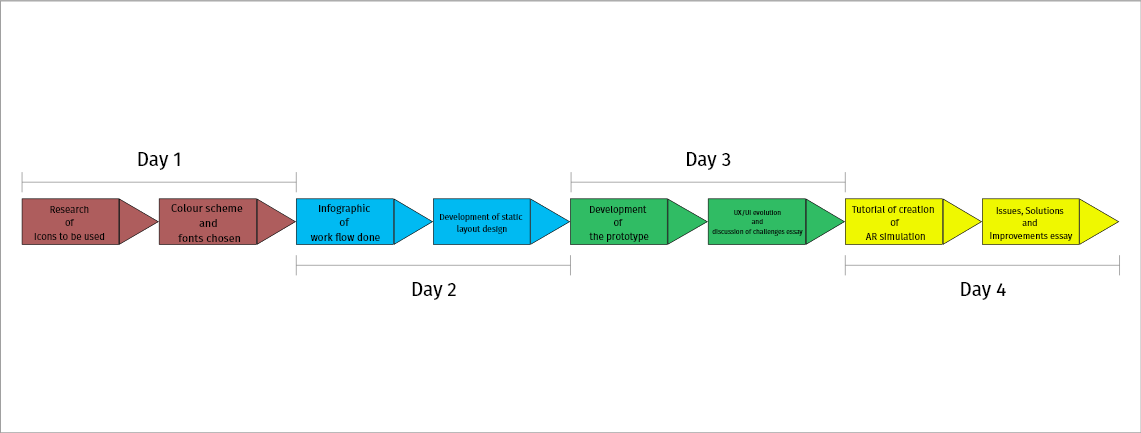 Day 1
Day 3
Research
of
icons to be used
Colour scheme
and
fonts chosen
Infographic
of
work flow done
Development of static
layout design
Development
of
the prototype
UX/UI evolution
and
discussion of challenges essay
Tutorial of creation
of
AR simulation
Issues, Solutions
and
Improvements essay
Day 2
Day 4